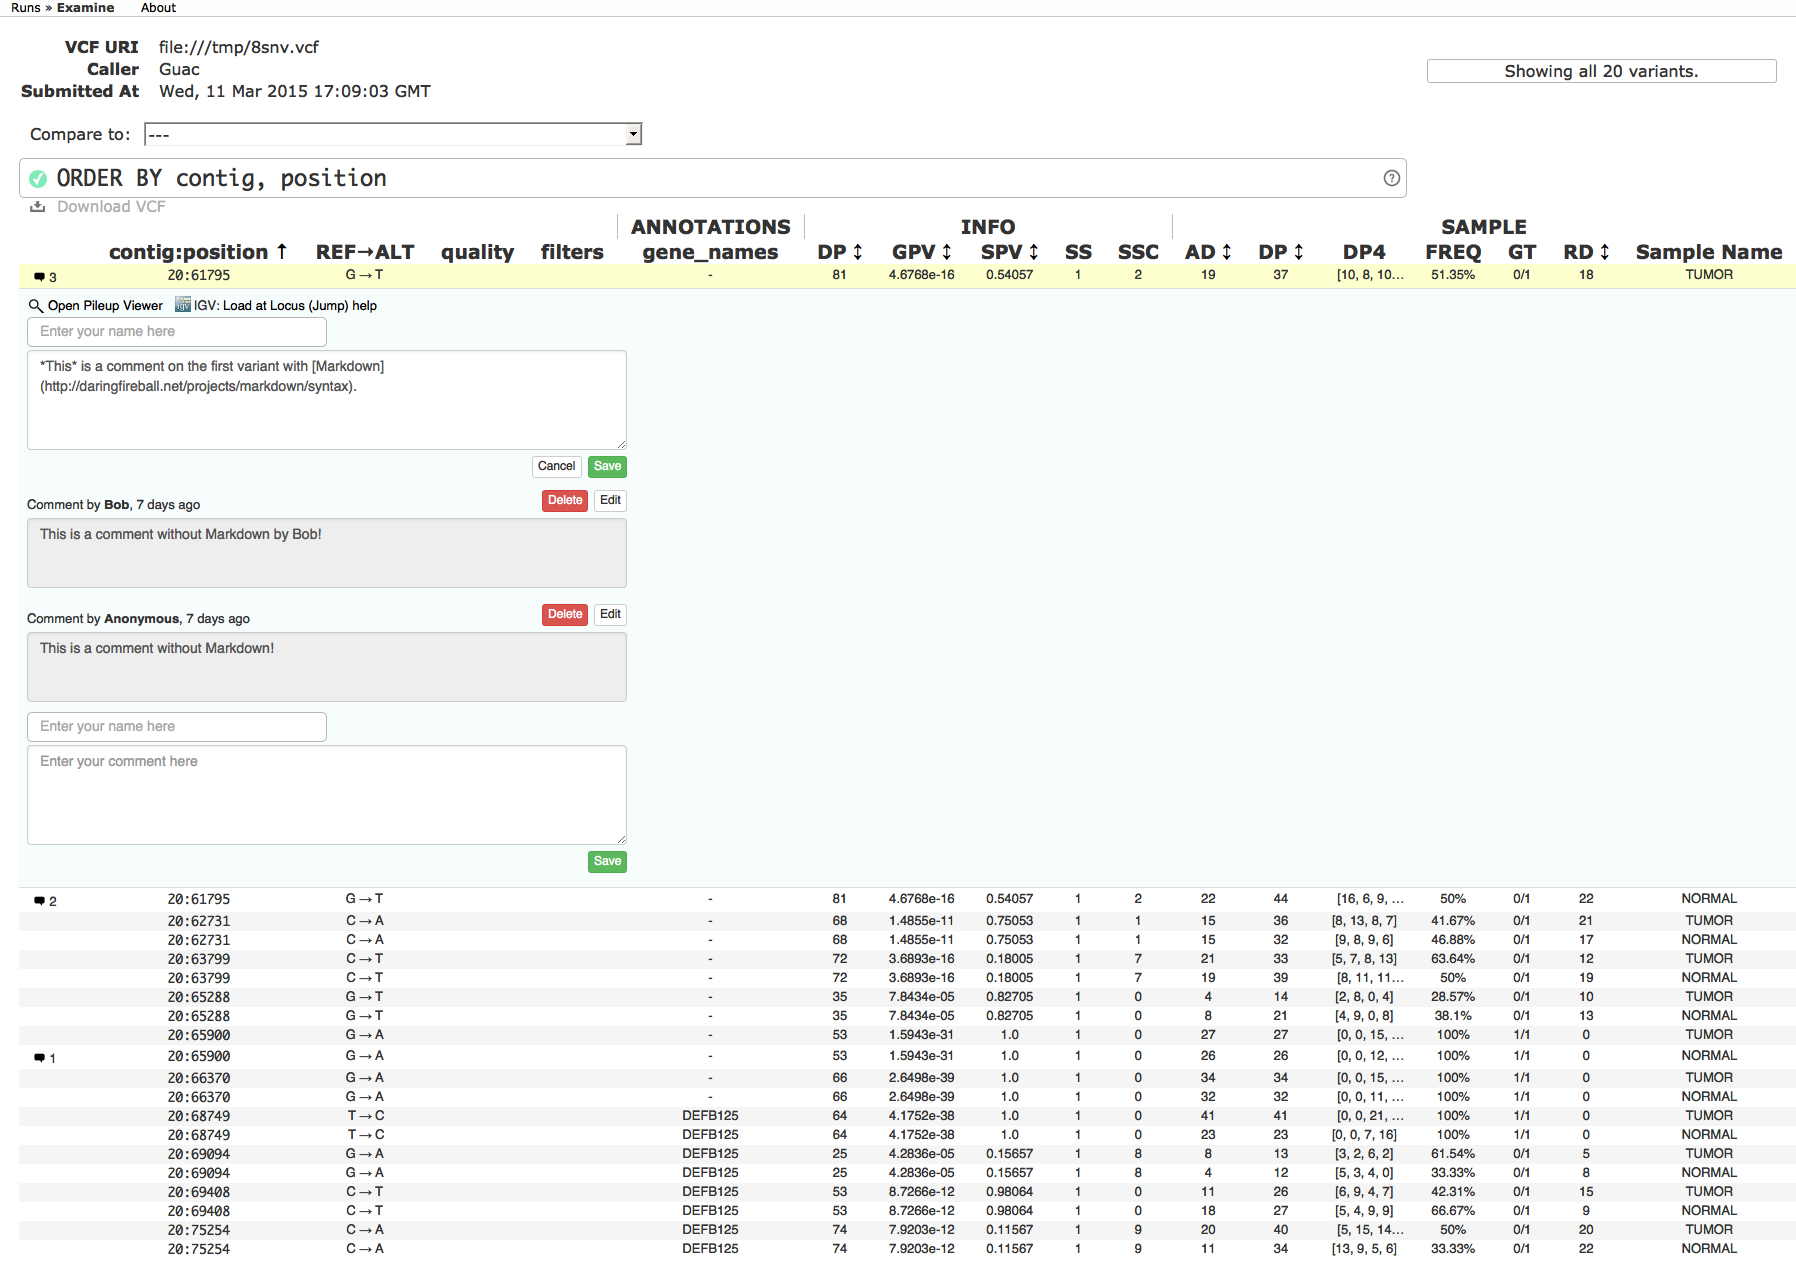 Runs » Examine About
VCF URI file:///tmp/8snv.vcf
Caller Guac
Submitted At Wed, 11 Mar 2015 17:09:03 GMT
Showing all 20 variants.
Compare to: ---
ORDER BY contig, position
Download VCF
ANNOTATIONS INFO SAMPLE
contig:position ↑ REF→ALT quality filters gene_names DP ↕ GPV ↕ SPV ↕ SS SSC AD ↕ DP ↕ DP4 FREQ GT RD ↕ Sample Name
3 20:61795 G→T - 81 4.6768e-16 0.54057 1 2 19 37 [10, 8, 10... 51.35% 0/1 18 TUMOR
Open Pileup Viewer IGV: Load at Locus (Jump) help
Enter your name here
*This* is a comment on the first variant with [Markdown]
(http://daringfireball.net/projects/markdown/syntax).
Cancel Save
Comment by Bob, 7 days ago Delete Edit
This is a comment without Markdown by Bob!
Comment by Anonymous, 7 days ago Delete Edit
This is a comment without Markdown!
Enter your name here
Enter your comment here
Save
2 20:61795 G→T - 81 4.6768e-16 0.54057 1 2 22 44 [16, 6, 9, ... 50% 0/1 22 NORMAL
20:62731 C→A - 68 1.4855e-11 0.75053 1 1 15 36 [8, 13, 8, 7] 41.67% 0/1 21 TUMOR
20:62731 C→A - 68 1.4855e-11 0.75053 1 1 15 32 [9, 8, 9, 6] 46.88% 0/1 17 NORMAL
20:63799 C→T - 72 3.6893e-16 0.18005 1 7 21 33 [5, 7, 8, 13] 63.64% 0/1 12 TUMOR
20:63799 C→T - 72 3.6893e-16 0.18005 1 7 19 39 [8, 11, 11... 50% 0/1 19 NORMAL
20:65288 G→T - 35 7.8434e-05 0.82705 1 0 4 14 [2, 8, 0, 4] 28.57% 0/1 10 TUMOR
20:65288 G→T - 35 7.8434e-05 0.82705 1 0 8 21 [4, 9, 0, 8] 38.1% 0/1 13 NORMAL
20:65900 G→A - 53 1.5943e-31 1.0 1 0 27 27 [0, 0, 15, ... 100% 1/1 0 TUMOR
1 20:65900 G→A - 53 1.5943e-31 1.0 1 0 26 26 [0, 0, 12, ... 100% 1/1 0 NORMAL
20:66370 G→A - 66 2.6498e-39 1.0 1 0 34 34 [0, 0, 15, ... 100% 1/1 0 TUMOR
20:66370 G→A - 66 2.6498e-39 1.0 1 0 32 32 [0, 0, 11, ... 100% 1/1 0 NORMAL
20:68749 T→C DEFB125 64 4.1752e-38 1.0 1 0 41 41 [0, 0, 21, ... 100% 1/1 0 TUMOR
20:68749 T→C DEFB125 64 4.1752e-38 1.0 1 0 23 23 [0, 0, 7, 16] 100% 1/1 0 NORMAL
20:69094 G→A DEFB125 25 4.2836e-05 0.15657 1 8 8 13 [3, 2, 6, 2] 61.54% 0/1 5 TUMOR
20:69094 G→A DEFB125 25 4.2836e-05 0.15657 1 8 4 12 [5, 3, 4, 0] 33.33% 0/1 8 NORMAL
20:69408 C→T DEFB125 53 8.7266e-12 0.98064 1 0 11 26 [6, 9, 4, 7] 42.31% 0/1 15 TUMOR
20:69408 C→T DEFB125 53 8.7266e-12 0.98064 1 0 18 27 [5, 4, 9, 9] 66.67% 0/1 9 NORMAL
20:75254 C→A DEFB125 74 7.9203e-12 0.11567 1 9 20 40 [5, 15, 14... 50% 0/1 20 TUMOR
20:75254 C→A DEFB125 74 7.9203e-12 0.11567 1 9 11 34 [13, 9, 5, 6] 33.33% 0/1 22 NORMAL